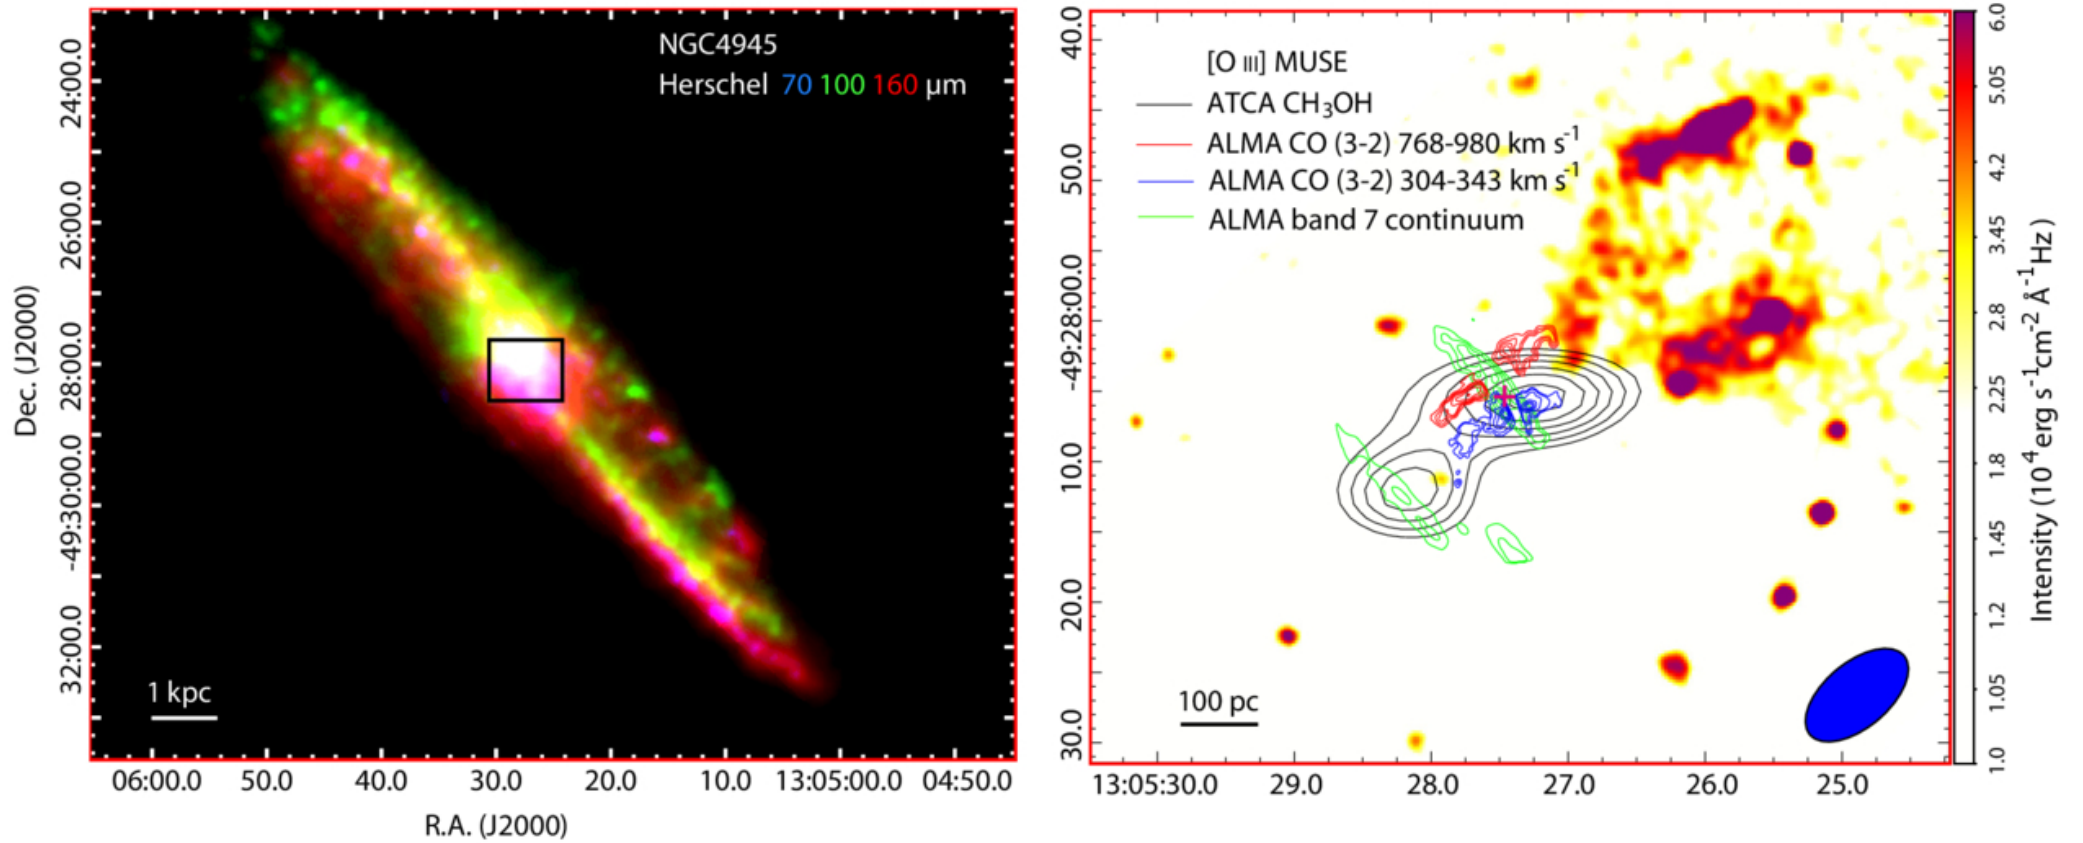 NGC4945
Herschel 70 100 160 μm
24:00.0
26:00.0
28:00.0
-49:30:00.0
32:00.0
Dec. (J2000)
1 kpc
06:00.0 50.0 40.0 30.0 20.0 10.0 13:05:00.0 04:50.0
R.A. (J2000)
[O III] MUSE
ATCA CH3OH
ALMA CO (3-2) 768-980 km s-1
ALMA CO (3-2) 304-343 km s-1
ALMA band 7 continuum
40.0
50.0
-49:28:00.0
10.0
20.0
30.0
100 pc
13:05:30.0 29.0 28.0 27.0 26.0 25.0
6.0
5.05
4.2
3.45
2.8
2.25
1.8
1.45
1.2
1.05
1.0
Intensity (10 4 erg s-1 cm-2 Å-1 Hz)